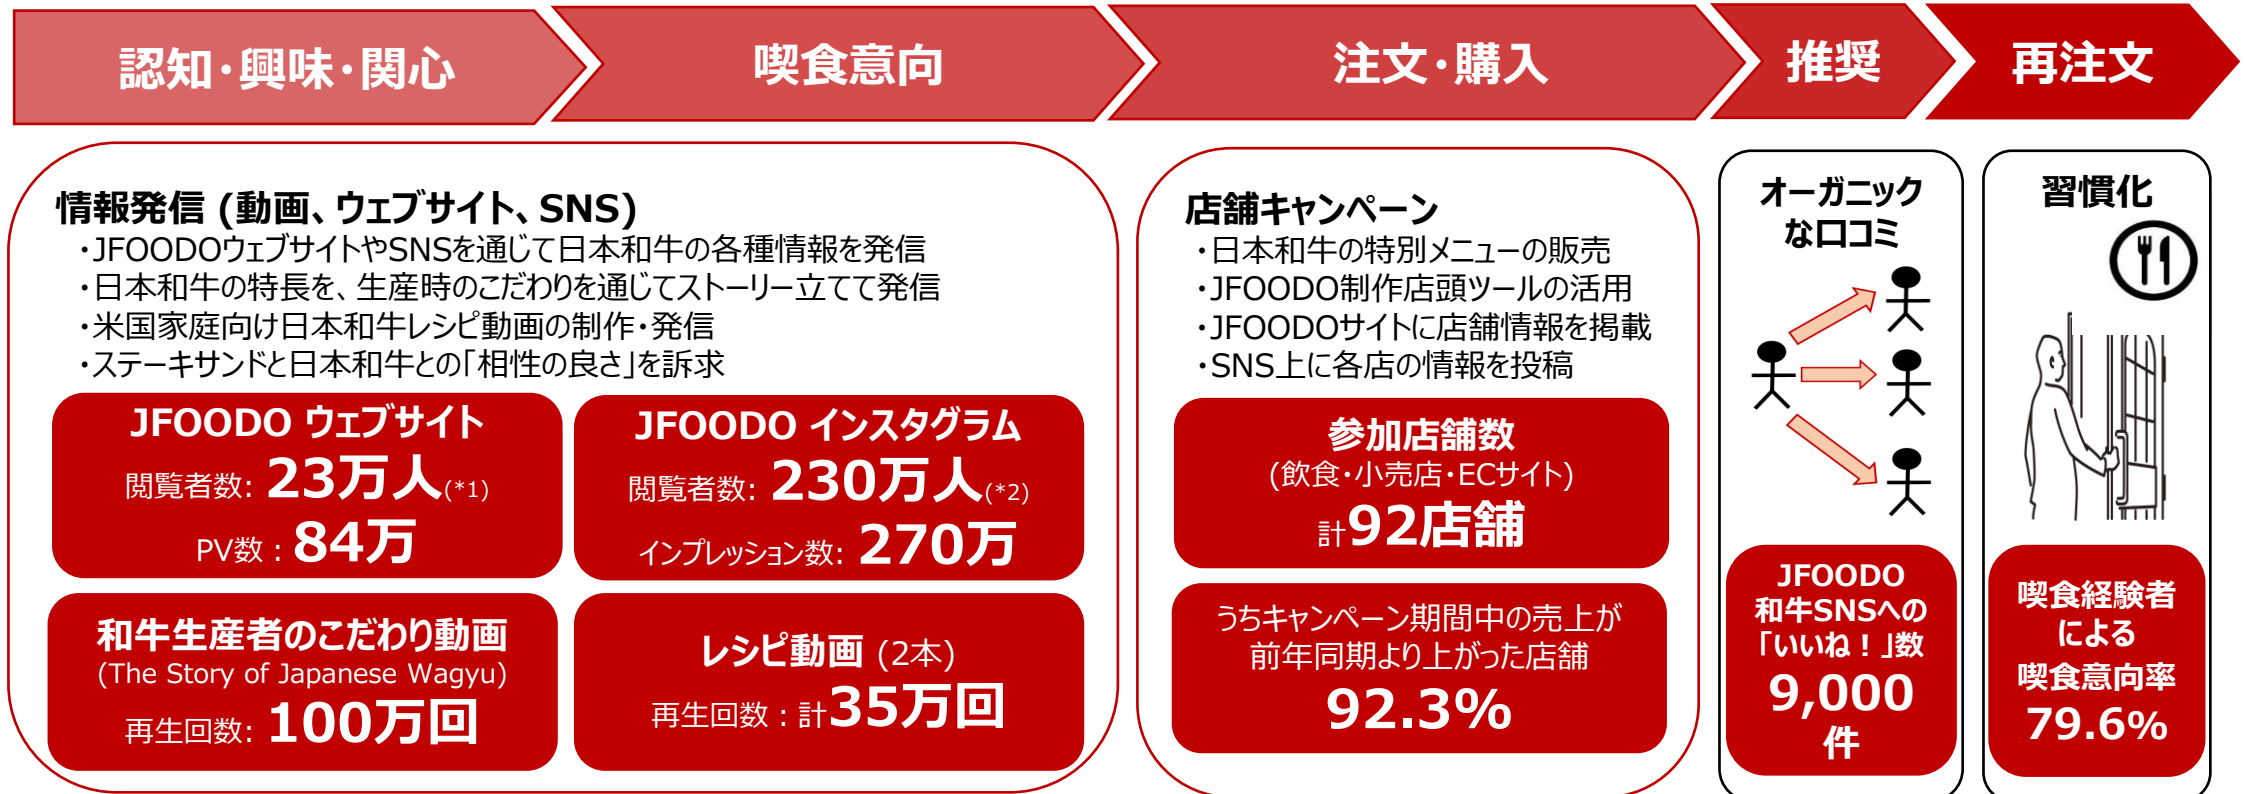 認知・興味・関心
喫食意向
注文・購入
推奨
再注文
情報発信 (動画、ウェブサイト、SNS)
・JFOODOウェブサイトやSNSを通じて日本和牛の各種情報を発信
・日本和牛の特長を、生産時のこだわりを通じてストーリー立てて発信
・米国家庭向け日本和牛レシピ動画の制作・発信
・ステーキサンドと日本和牛との「相性の良さ」を訴求
JFOODO ウェブサイト
閲覧者数: 23万人(*1)
PV数：84万
JFOODO インスタグラム
閲覧者数: 230万人(*2)
インプレッション数: 270万
和牛生産者のこだわり動画
(The Story of Japanese Wagyu)
再生回数: 100万回
レシピ動画 (2本)
再生回数：計35万回
店舗キャンペーン
・日本和牛の特別メニューの販売
・JFOODO制作店頭ツールの活用
・JFOODOサイトに店舗情報を掲載
・SNS上に各店の情報を投稿
参加店舗数
(飲食・小売店・ECサイト)
計92店舗
うちキャンペーン期間中の売上が
前年同期より上がった店舗
92.3%
オーガニック
な口コミ
JFOODO
和牛SNSへの
「いいね！」数
9,000
件
習慣化
喫食経験者
による
喫食意向率
79.6%